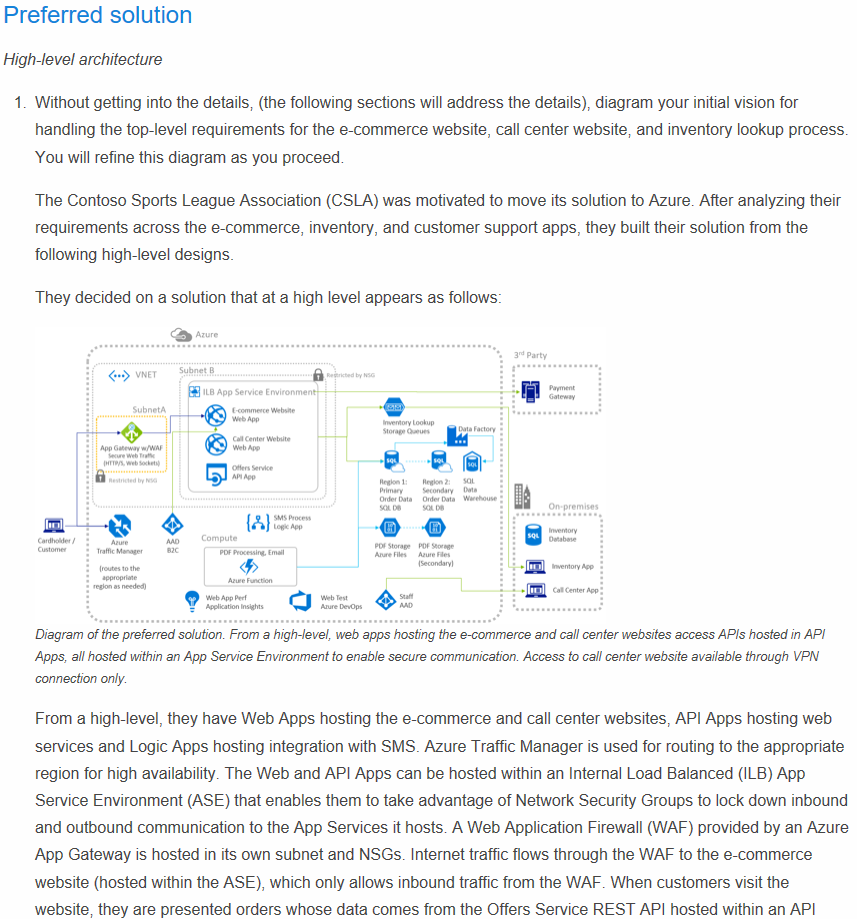 Preferred solution
High-level architecture
1. Without getting into the details, (the following sections will address the details), diagram your initial vision for
handling the top-level requirements for the e-commerce website, call center website, and inventory lookup process.
You will refine this diagram as you proceed.
The Contoso Sports League Association (CSLA) was motivated to move its solution to Azure. After analyzing their
requirements across the e-commerce, inventory, and customer support apps, they built their solution from the
following high-level designs.
They decided on a solution that at a high level appears as follows:
Azure
VNET
Subnet B
Restricted by NSG
ILB App Service Environment
SubnetA
E-commerce Website
Web App
App Gateway w/WAF
Secure Web Traffic
(HTTP/S, Web Sockets)
Restricted by NSG
Call Center Website
Web App
Offers Service
API App
Inventory Lookup
Storage Queues
Data Factory
SQL
SQL
SQL
Region 1:
Primary
Order Data
SQL DB
Region 2:
Secondary
Order Data
SQL DB
SQL
Data
Warehouse
3rd Party
Payment
Gateway
On-premises
SQL
Inventory
Database
Inventory App
Call Center App
Cardholder /
Customer
Azure
Traffic Manager
(routes to the
appropriate
region as needed)
AAD
B2C
SMS Process
Logic App
Compute
PDF Processing, Email
Azure Function
PDF Storage
Azure Files
PDF Storage
Azure Files
(Secondary)
Web App Perf
Application Insights
Web Test
Azure DevOps
Staff
AAD
Diagram of the preferred solution. From a high-level, web apps hosting the e-commerce and call center websites access APIs hosted in API
Apps, all hosted within an App Service Environment to enable secure communication. Access to call center website available through VPN
connection only.
From a high-level, they have Web Apps hosting the e-commerce and call center websites, API Apps hosting web
services and Logic Apps hosting integration with SMS. Azure Traffic Manager is used for routing to the appropriate
region for high availability. The Web and API Apps can be hosted within an Internal Load Balanced (ILB) App
Service Environment (ASE) that enables them to take advantage of Network Security Groups to lock down inbound
and outbound communication to the App Services it hosts. A Web Application Firewall (WAF) provided by an Azure
App Gateway is hosted in its own subnet and NSGs. Internet traffic flows through the WAF to the e-commerce
website (hosted within the ASE), which only allows inbound traffic from the WAF. When customers visit the
website, they are presented orders whose data comes from the Offers Service REST API hosted within an API